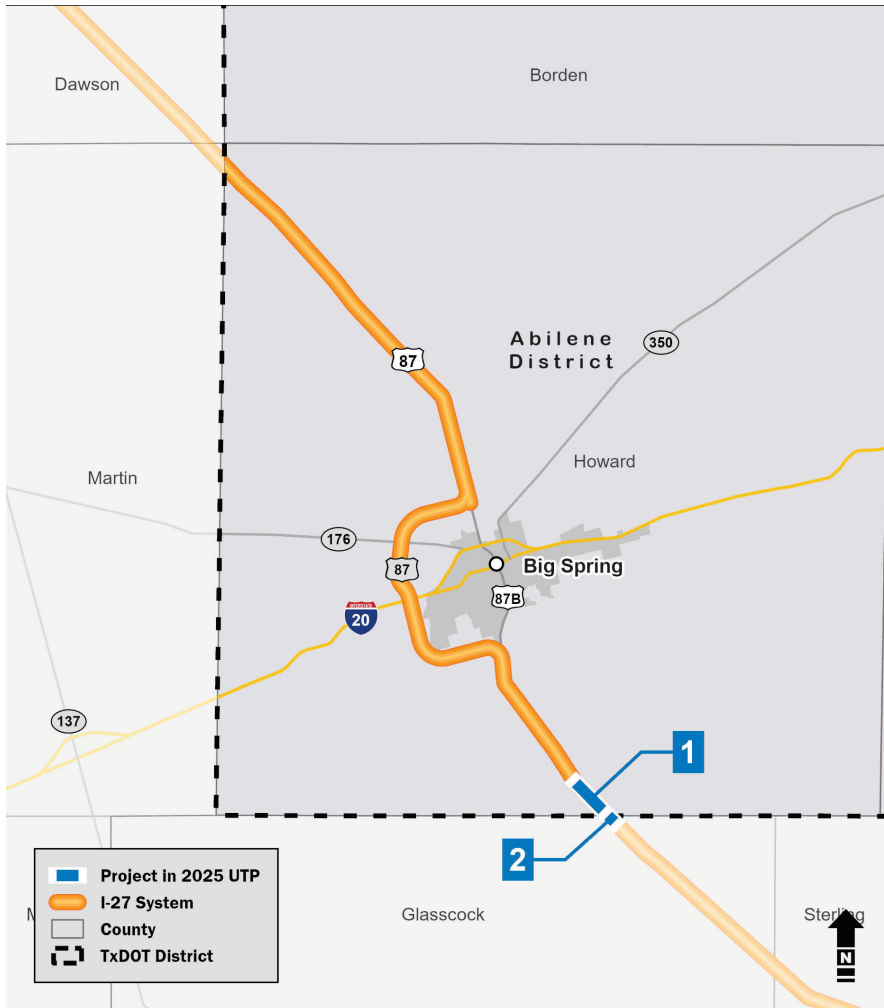 Dawson
Borden
87
Abilene
District
350
Martin
Howard
176
87
Big Spring
87B
INTERSTATE
20
137
1
2
Project in 2025 UTP
I-27 System
County
TxDOT District
Glasscock
Sterling
N